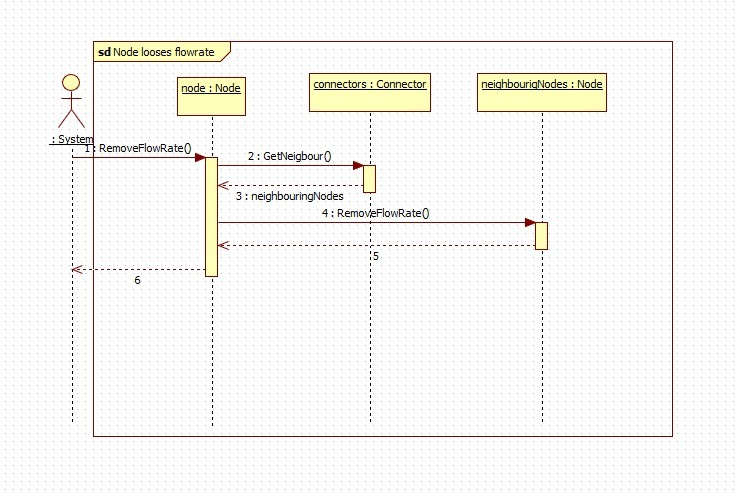 sd Node looses flowrate
node : Node
connectors : Connector
neighbourigNodes : Node
: System
1 : RemoveFlowRate()
2 : GetNeigbour()
3 : neighbouringNodes
4 : RemoveFlowRate()
5
6